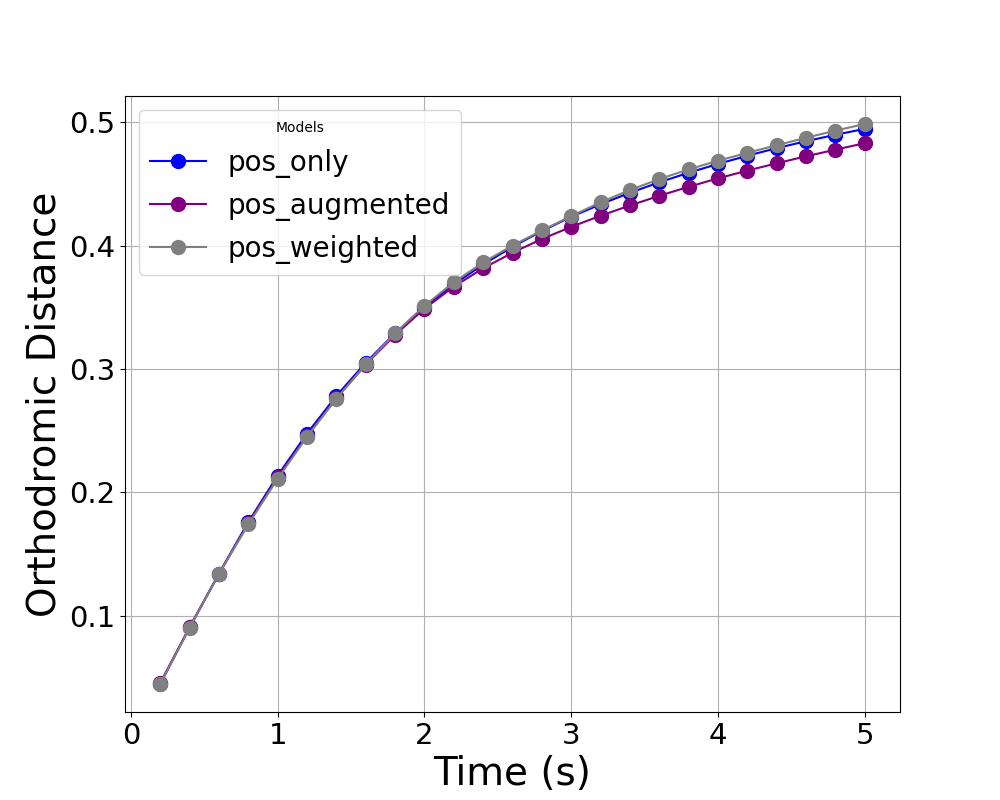 Models
pos_only
pos_augmented
pos_weighted
Orthodromic Distance
0.5
0.4
0.3
0.2
0.1
0 1 2 3 4 5
Time (s)